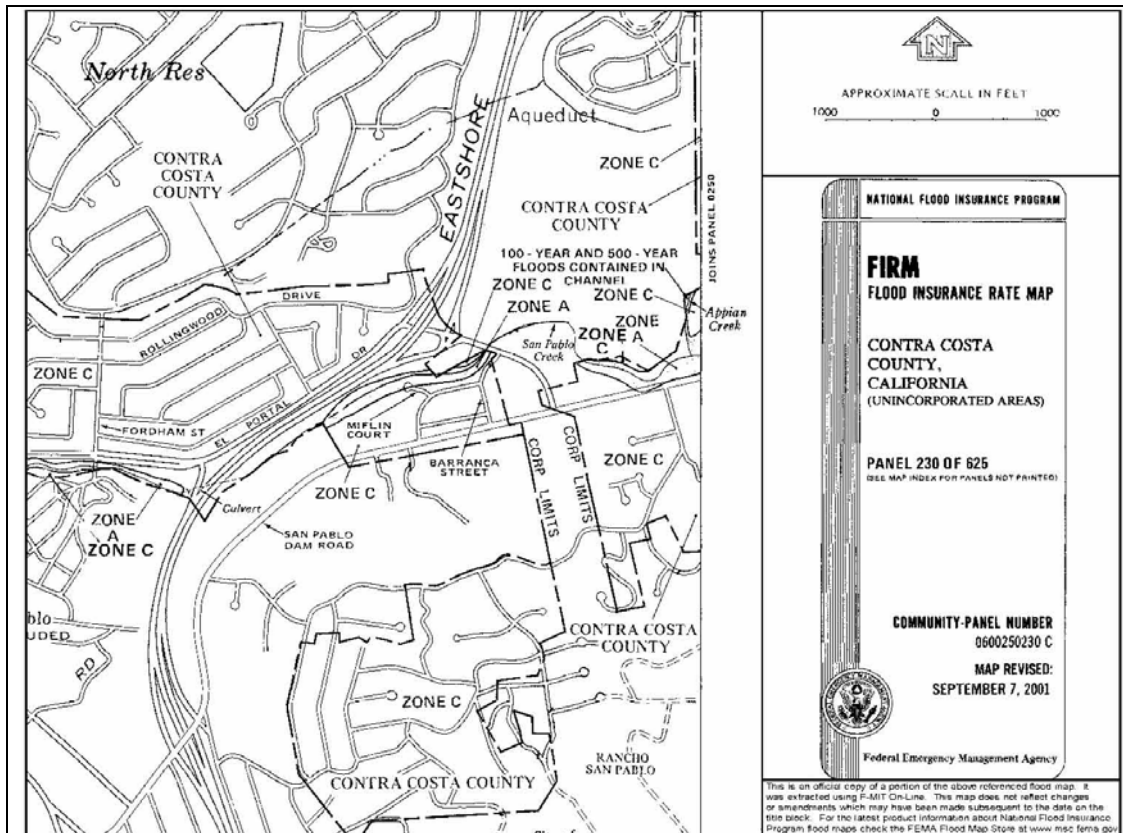 North Res
CONTRA
COSTA
COUNTY
EASTSHORE
Aqueduct
ZONE C
CONTRA COSTA
COUNTY
JOINS PANEL 0250
100 - YEAR AND 500 - YEAR
FLOODS CONTAINED IN
CHANNEL
ZONE C
ZONE A
ZONE C
Appian
Creek
San Pablo
Creek
ZONE
A
ZONE
C
DRIVE
ROLLINGWOOD
ZONE C
EL PORTAL DR
FORDHAM ST
MIFLIN
COURT
BARRANCA
STREET
ZONE C
CORP LIMITS
CORP LIMITS
ZONE C
Culvert
ZONE
A
ZONE C
SAN PABLO
DAM ROAD
blo
UDED
RD
CONTRA COSTA
COUNTY
ZONE C
RANCHO
SAN PABLO
CONTRA COSTA COUNTY
N
APPROXIMATE SCALE IN FEET
1000 0 1000
NATIONAL FLOOD INSURANCE PROGRAM
FIRM
FLOOD INSURANCE RATE MAP
CONTRA COSTA
COUNTY,
CALIFORNIA
(UNINCORPORATED AREAS)
PANEL 230 OF 625
(SEE MAP INDEX FOR PANELS NOT PRINTED)
COMMUNITY-PANEL NUMBER
0600250230 C
MAP REVISED:
SEPTEMBER 7, 2001
Federal Emergency Management Agency
This is an official copy of a portion of the above referenced flood map. It
was extracted using F-MIT On-Line. This map does not reflect changes
or amendments which may have been made subsequent to the date on the
title block. For the latest product information about National Flood Insurance
Program flood maps check the FEMA Flood Map Store at www.msc.fema.gov